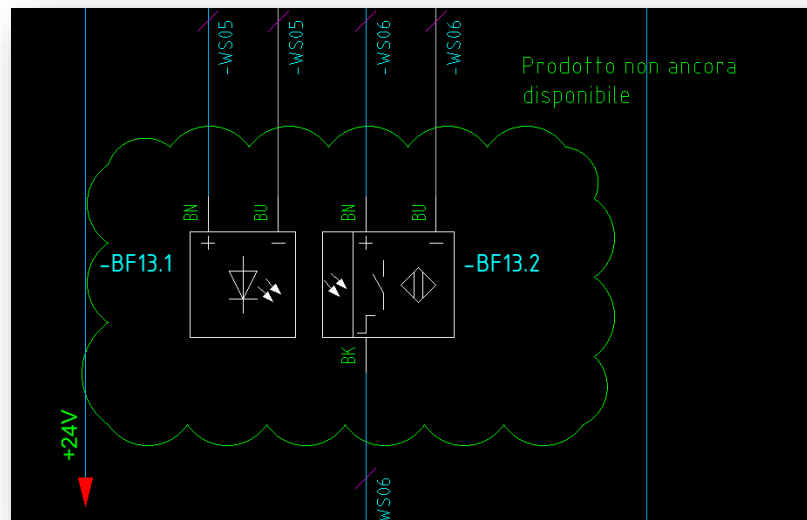 -WS05
-WS05
-WS06
-WS06
Prodotto non ancora
disponibile
BN
BU
BN
BU
+
-
+
-
-BF13.1
-BF13.2
BK
+24V
WS06